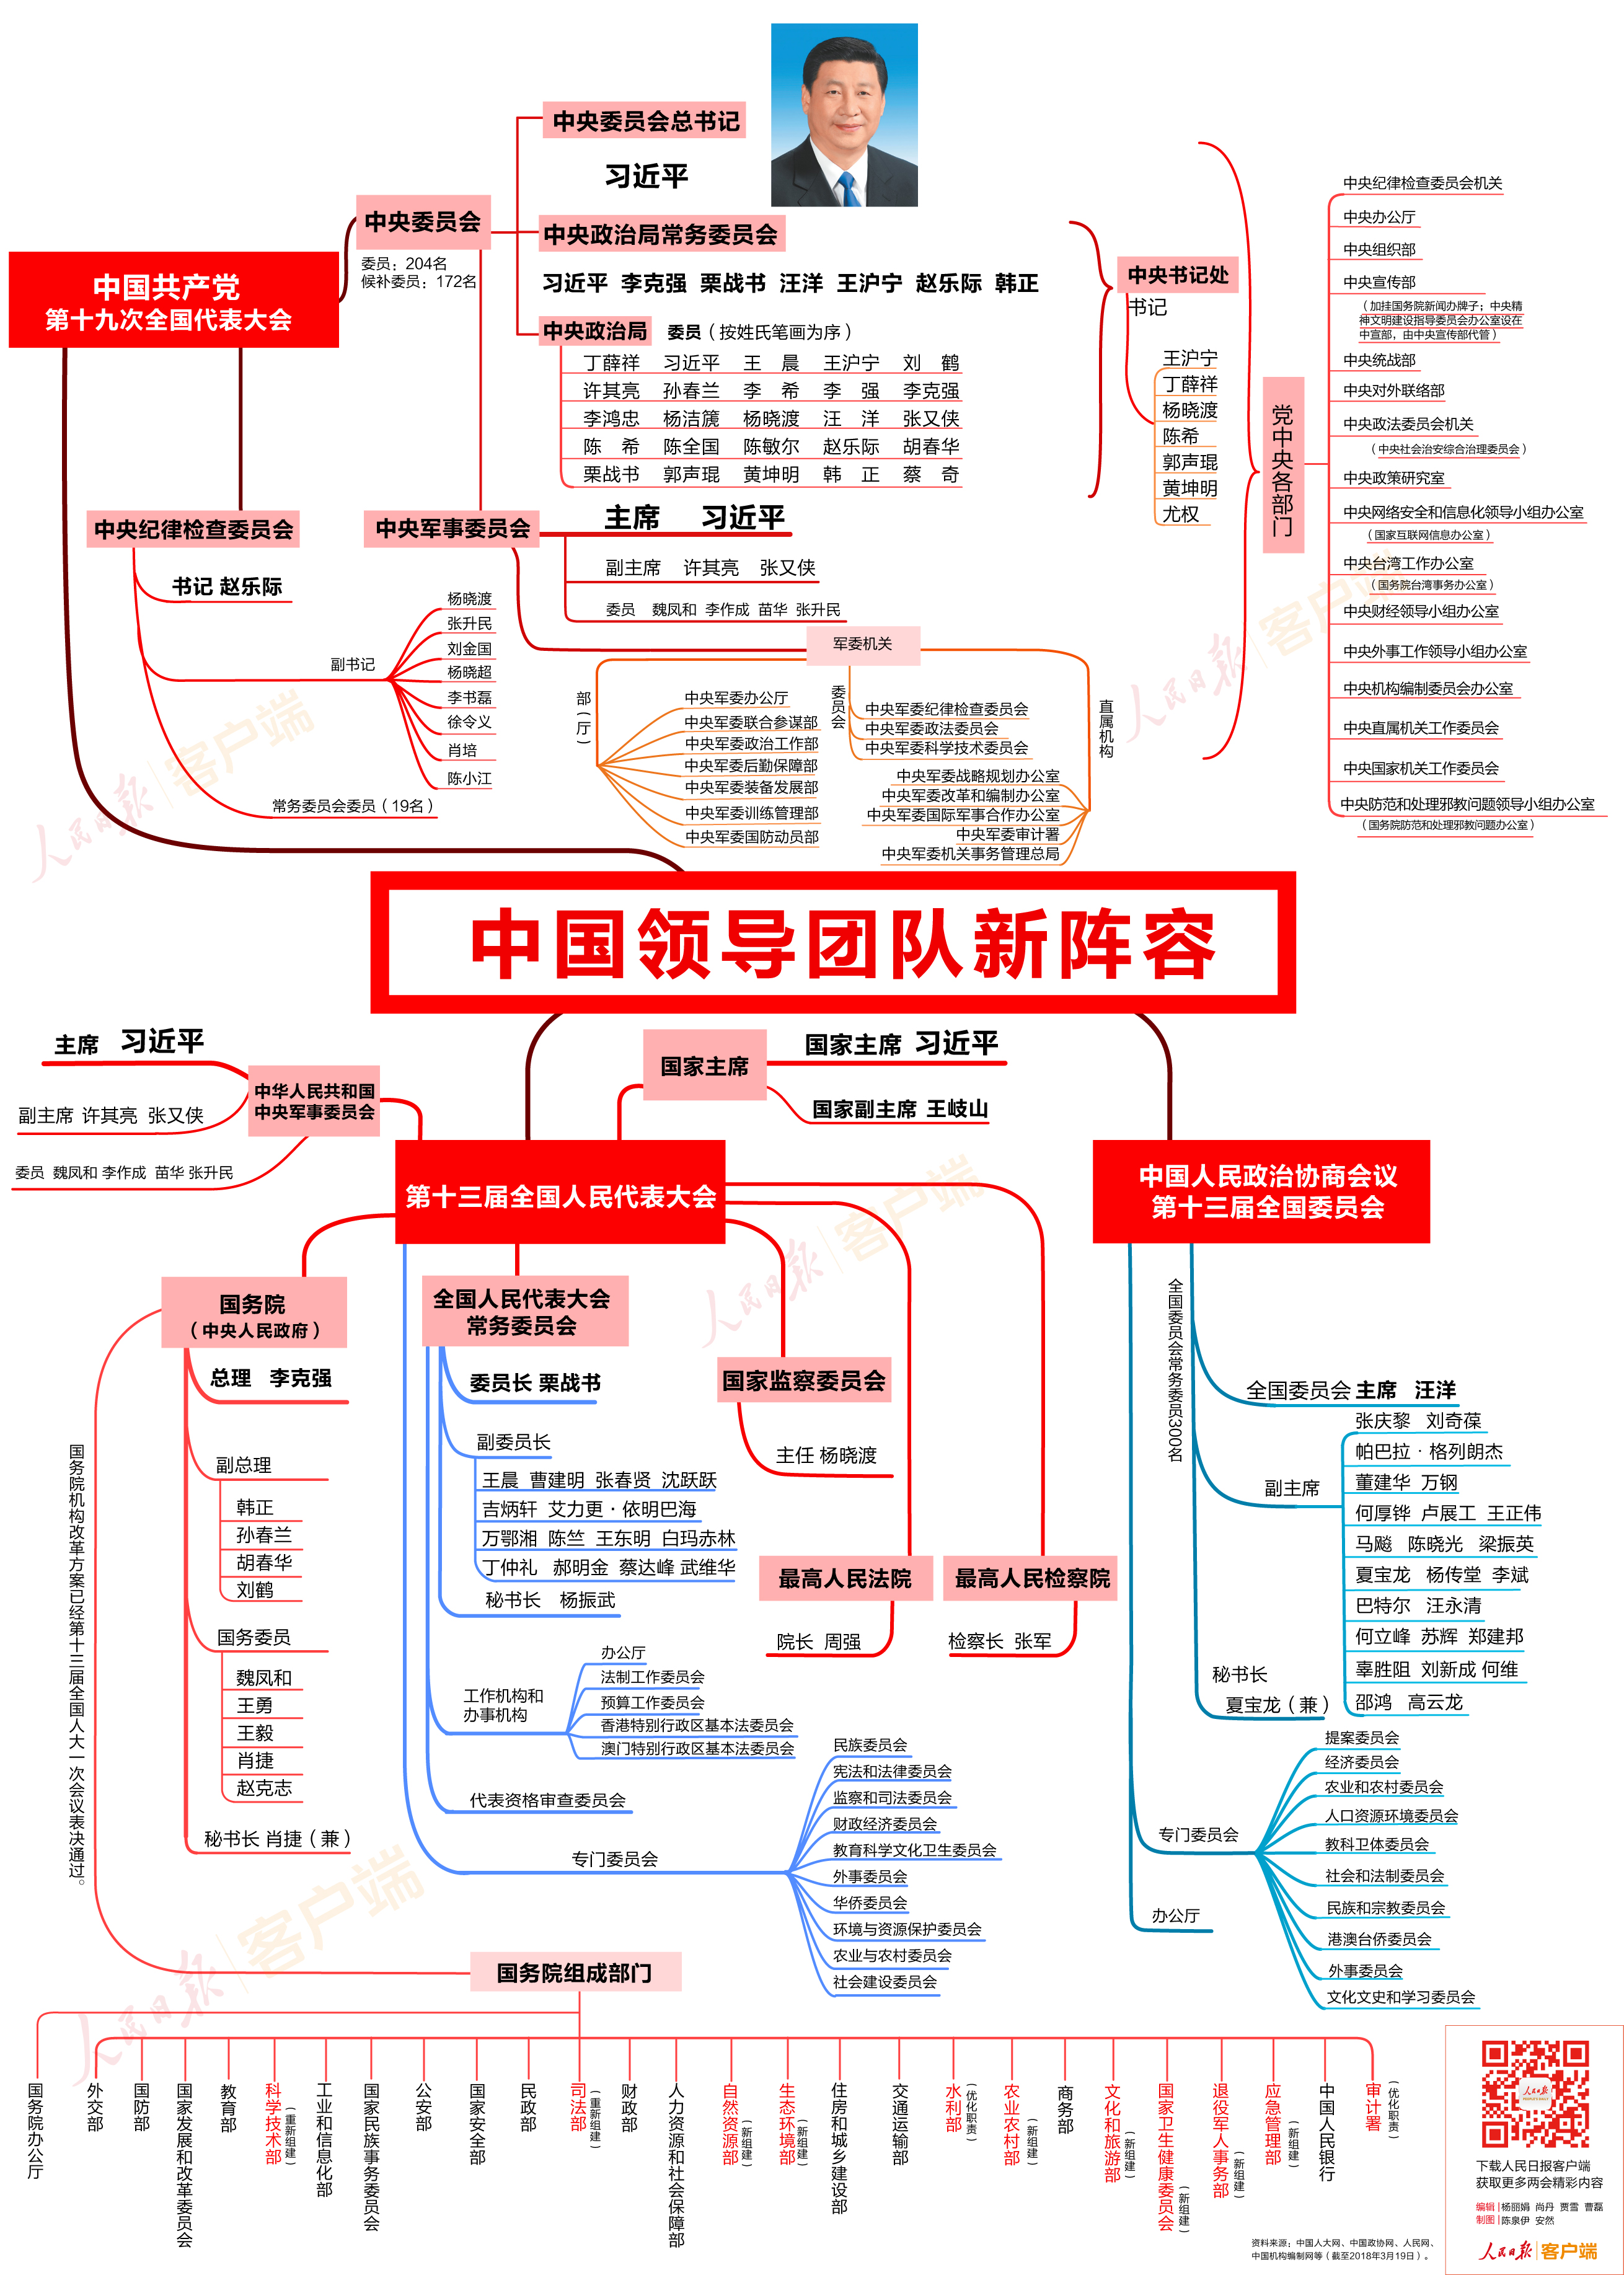 中央委员会总书记
习近平
中央委员会
委员：204名
候补委员：172名
中央政治局常务委员会
习近平 李克强 栗战书 汪洋 王沪宁 赵乐际 韩正
中国共产党
第十九次全国代表大会
中央政治局 委员（按姓氏笔画为序）
丁薛祥 习近平 王 晨 王沪宁 刘 鹤
许其亮 孙春兰 李 希 李 强 李克强
李鸿忠 杨洁篪 杨晓渡 汪 洋 张又侠
陈 希 陈全国 陈敏尔 赵乐际 胡春华
栗战书 郭声琨 黄坤明 韩 正 蔡 奇
中央书记处
书记
王沪宁
丁薛祥
杨晓渡
陈希
郭声琨
黄坤明
尤权
党中央各部门
中央纪律检查委员会机关
中央办公厅
中央组织部
中央宣传部
（加挂国务院新闻办牌子；中央精
神文明建设指导委员会办公室设在
中宣部，由中央宣传部代管）
中央统战部
中央对外联络部
中央政法委员会机关
（中央社会治安综合治理委员会）
中央政策研究室
中央网络安全和信息化领导小组办公室
（国家互联网信息办公室）
中央台湾工作办公室
（国务院台湾事务办公室）
中央财经领导小组办公室
中央外事工作领导小组办公室
中央机构编制委员会办公室
中央直属机关工作委员会
中央国家机关工作委员会
中央防范和处理邪教问题领导小组办公室
（国务院防范和处理邪教问题办公室）
中央纪律检查委员会
书记 赵乐际
副书记
杨晓渡
张升民
刘金国
杨晓超
李书磊
徐令义
肖培
陈小江
常务委员会委员（19名）
中央军事委员会
主席 习近平
副主席 许其亮 张又侠
委员 魏凤和 李作成 苗华 张升民
军委机关
部（厅）
中央军委办公厅
中央军委联合参谋部
中央军委政治工作部
中央军委后勤保障部
中央军委装备发展部
中央军委训练管理部
中央军委国防动员部
委员会
中央军委纪律检查委员会
中央军委政法委员会
中央军委科学技术委员会
直属机构
中央军委战略规划办公室
中央军委改革和编制办公室
中央军委国际军事合作办公室
中央军委审计署
中央军委机关事务管理总局
人民日报 客户端
人民日报 客户端
中国领导团队新阵容
主席 习近平
中华人民共和国
中央军事委员会
副主席 许其亮 张又侠
委员 魏凤和 李作成 苗华 张升民
国家主席
国家主席 习近平
国家副主席 王岐山
第十三届全国人民代表大会
中国人民政治协商会议
第十三届全国委员会
人民日报 客户端
国务院
（中央人民政府）
总理 李克强
副总理
韩正
孙春兰
胡春华
刘鹤
国务委员
魏凤和
王勇
王毅
肖捷
赵克志
秘书长 肖捷（兼）
国务院机构改革方案已经第十三届全国人大一次会议表决通过。
全国人民代表大会
常务委员会
委员长 栗战书
副委员长
王晨 曹建明 张春贤 沈跃跃
吉炳轩 艾力更·依明巴海
万鄂湘 陈竺 王东明 白玛赤林
丁仲礼 郝明金 蔡达峰 武维华
秘书长 杨振武
工作机构和
办事机构
办公厅
法制工作委员会
预算工作委员会
香港特别行政区基本法委员会
澳门特别行政区基本法委员会
代表资格审查委员会
专门委员会
民族委员会
宪法和法律委员会
监察和司法委员会
财政经济委员会
教育科学文化卫生委员会
外事委员会
华侨委员会
环境与资源保护委员会
农业与农村委员会
社会建设委员会
国家监察委员会
主任 杨晓渡
最高人民法院
院长 周强
最高人民检察院
检察长 张军
全国委员会常务委员300名
全国委员会 主席 汪洋
副主席
张庆黎 刘奇葆
帕巴拉·格列朗杰
董建华 万钢
何厚铧 卢展工 王正伟
马飚 陈晓光 梁振英
夏宝龙 杨传堂 李斌
巴特尔 汪永清
何立峰 苏辉 郑建邦
辜胜阻 刘新成 何维
邵鸿 高云龙
秘书长
夏宝龙（兼）
专门委员会
提案委员会
经济委员会
农业和农村委员会
人口资源环境委员会
教科卫体委员会
社会和法制委员会
民族和宗教委员会
港澳台侨委员会
外事委员会
文化文史和学习委员会
办公厅
人民日报 客户端
国务院组成部门
国务院办公厅
外交部
国防部
国家发展和改革委员会
教育部
科学技术部（重新组建）
工业和信息化部
国家民族事务委员会
公安部
国家安全部
民政部
司法部（重新组建）
财政部
人力资源和社会保障部
自然资源部（新组建）
生态环境部（新组建）
住房和城乡建设部
交通运输部
水利部（优化职责）
农业农村部（新组建）
商务部
文化和旅游部（新组建）
国家卫生健康委员会（新组建）
退役军人事务部（新组建）
应急管理部（新组建）
中国人民银行
审计署（优化职责）
人民日报
下载人民日报客户端
获取更多两会精彩内容
编辑 | 杨丽娟 尚丹 贾雪 曹磊
制图 | 陈泉伊 安然
人民日报 客户端
资料来源：中国人大网、中国政协网、人民网、
中国机构编制网等（截至2018年3月19日）。